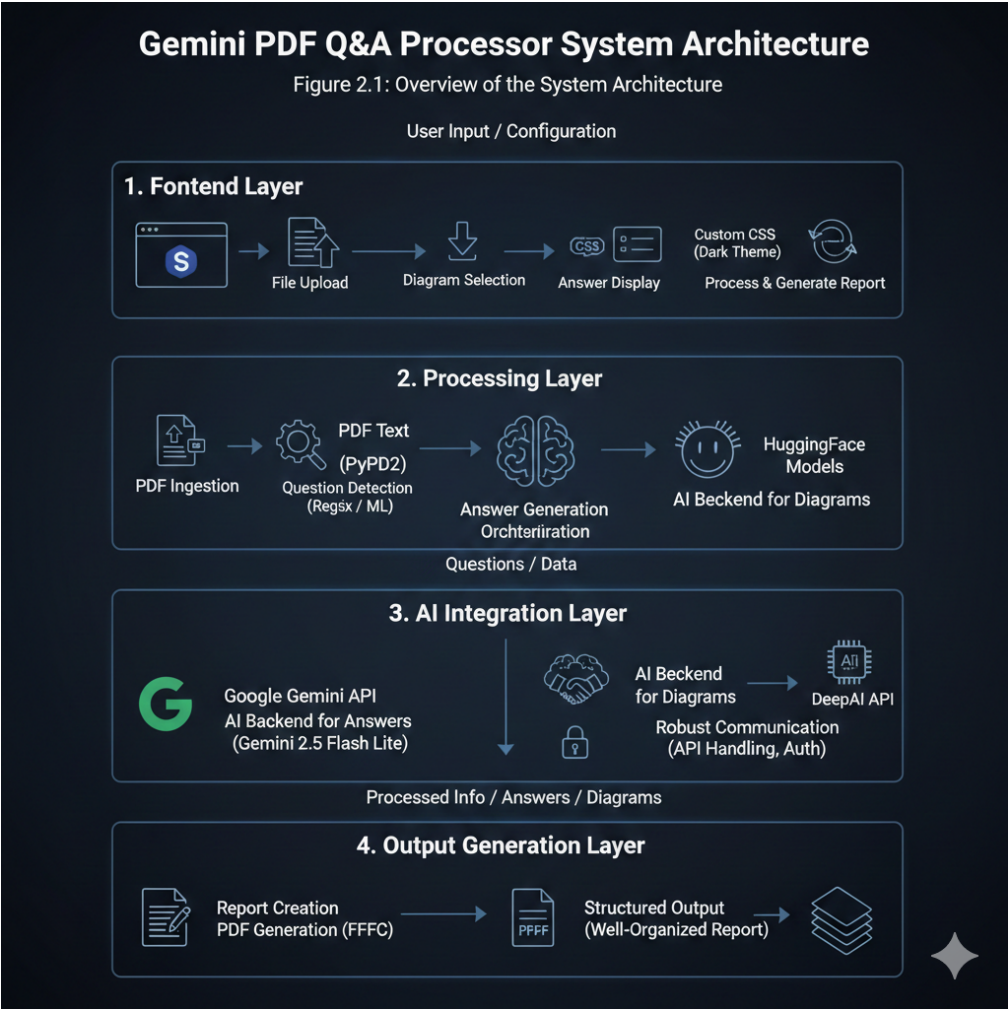 Gemini PDF Q&A Processor System Architecture
Figure 2.1: Overview of the System Architecture
User Input / Configuration
1. Fontend Layer
S
File Upload
Diagram Selection
CSS
Answer Display
Custom CSS
(Dark Theme)
Process & Generate Report
2. Processing Layer
PDF Ingestion
PDF Text
(PyPD2)
Question Detection
(Regsx / ML)
Answer Generation
HuggingFace
Models
AI Beckend for Diagrams
Questions / Data
3. AI Integration Layer
G
Google Gemini API
AI Backend for Answers
(Gemini 2.5 Flash Lite)
AI Beckend
for Diagrams
DeepAI API
Robust Communication
(API Handling, Auth)
Processed Info / Answers / Diagrams
4. Output Generation Layer
Report Creation
PDF Generation (FFFC)
PFFF
Structured Output
(Well-Organized Report)